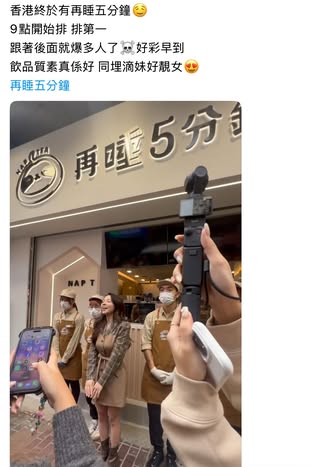 香港終於有再睡五分鐘😌
9點開始排 排第一
跟著後面就爆多人了☠️好彩早到
飲品質素真係好 同埋滴妹好靚女😍
再睡五分鐘
NAP TEA
再睡5分鐘
NAP T